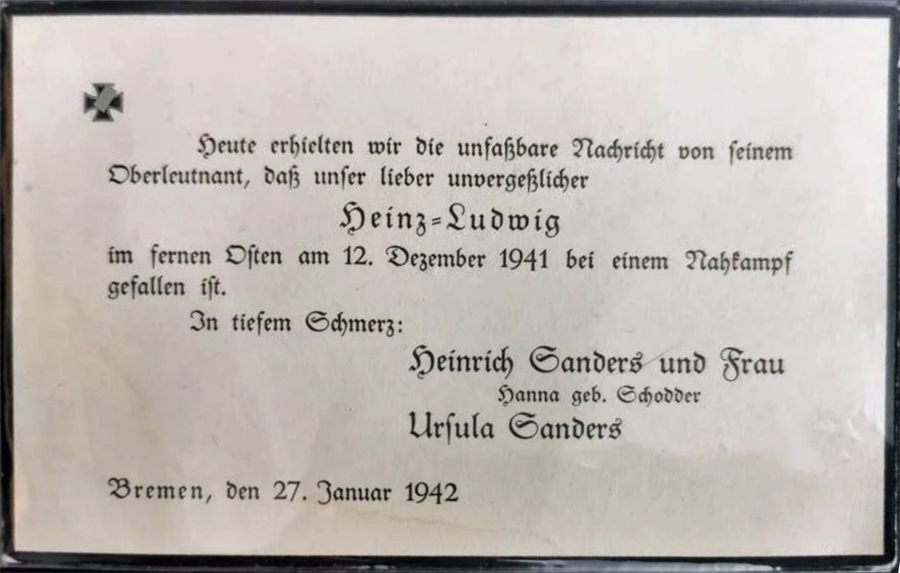 Heute erhielten wir die unfaßbare Nachricht von seinem
Oberleutnant, daß unser lieber unvergeßlicher
Heinz-Ludwig
im fernen Osten am 12. Dezember 1941 bei einem Nahkampf
gefallen ist.
In tiefem Schmerz:
Heinrich Sanders und Frau
Hanna geb. Schodder
Ursula Sanders
Bremen, den 27. Januar 1942